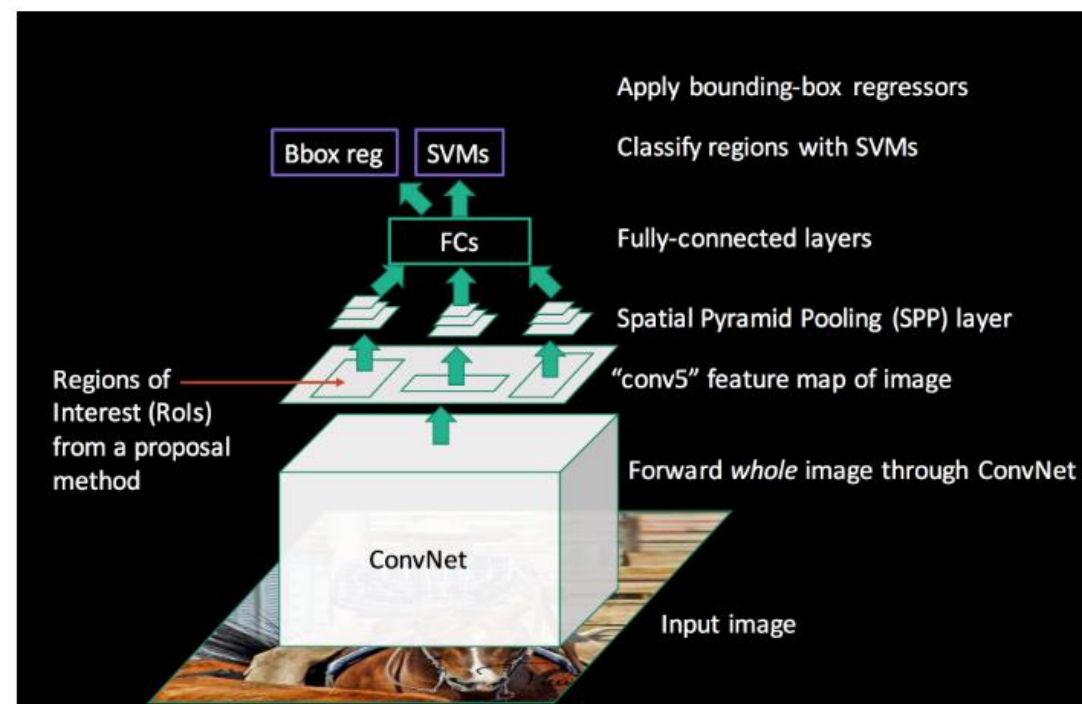 Apply bounding-box regressors
Bbox reg
SVMs
Classify regions with SVMs
FCs
Fully-connected layers
Spatial Pyramid Pooling (SPP) layer
Regions of
Interest (RoIs)
from a proposal
method
“conv5” feature map of image
Forward whole image through ConvNet
ConvNet
Input image